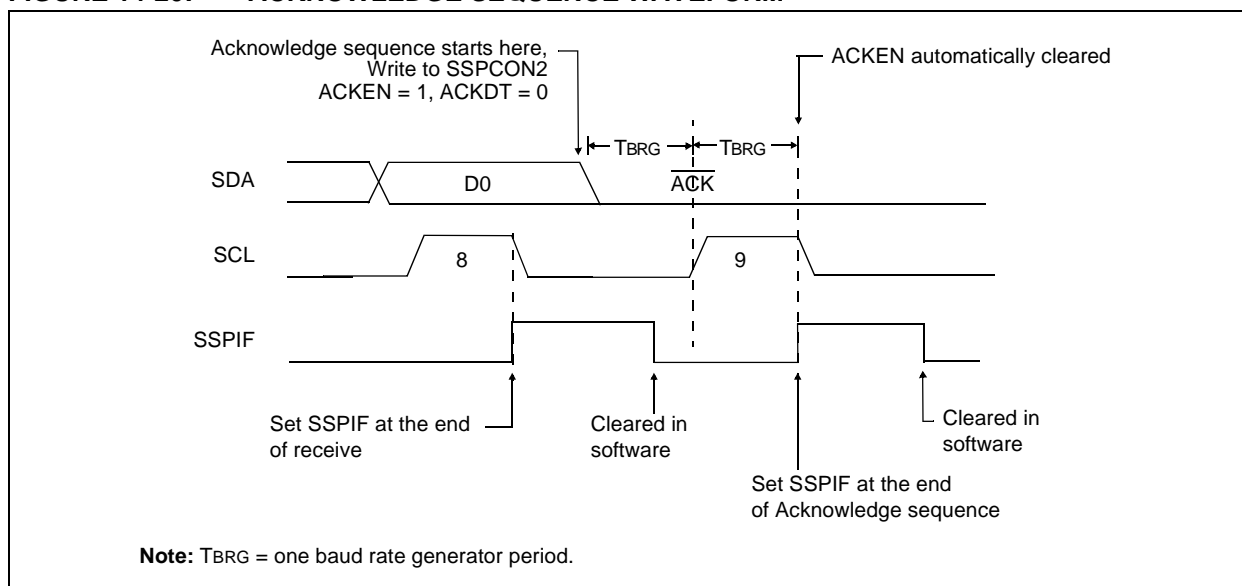 Acknowledge sequence starts here,
Write to SSPCON2
ACKEN = 1, ACKDT = 0
ACKEN automatically cleared
TBRG
TBRG
SDA
D0
ACK
SCL
8
9
SSPIF
Set SSPIF at the end
of receive
Cleared in
software
Cleared in
software
Set SSPIF at the end
of Acknowledge sequence
Note: TBRG = one baud rate generator period.